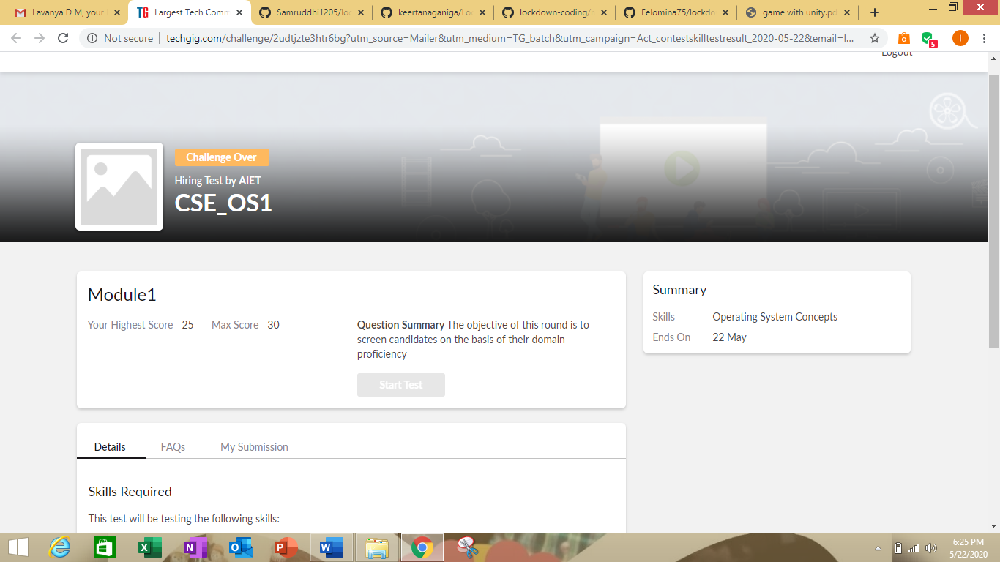 Lavanya D M, your
Largest Tech Comm
Samruddhi1205/loc
keertanaganiga/Loc
lockdown-coding/r
Felomina75/lockdo
game with unity.pd
Not secure
techgig.com/challenge/2udtjzte3htr6bg?utm_source=Mailer&utm_medium=TG_batch&utm_campaign=Act_contestskilltestresult_2020-05-22&email=l...
5
I
Logout
Challenge Over
Hiring Test by AIET
CSE_OS1
Module1
Your Highest Score 25 Max Score 30
Question Summary The objective of this round is to
screen candidates on the basis of their domain
proficiency
Start Test
Summary
Skills Operating System Concepts
Ends On 22 May
Details FAQs My Submission
Skills Required
This test will be testing the following skills:
6:25 PM
5/22/2020